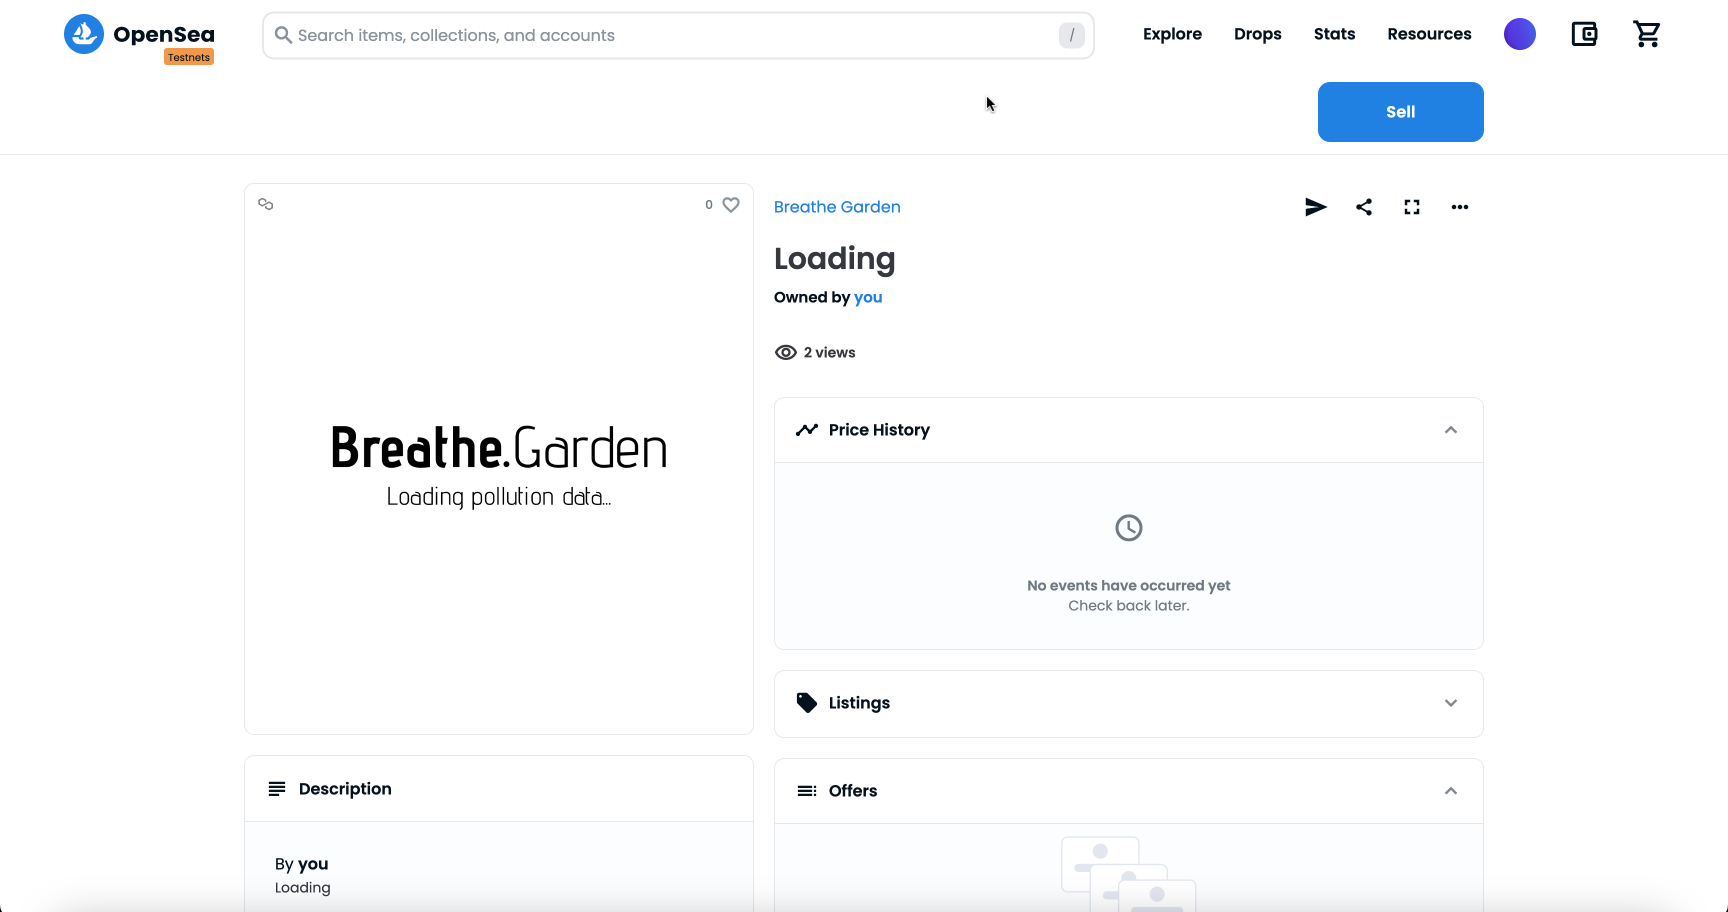 OpenSea
Testnets
Search items, collections, and accounts
/
Explore
Drops
Stats
Resources
Sell
0
Breathe.Garden
Loading pollution data...
Breathe Garden
Loading
Owned by you
2 views
Price History
No events have occurred yet
Check back later.
Listings
Offers
Description
By you
Loading